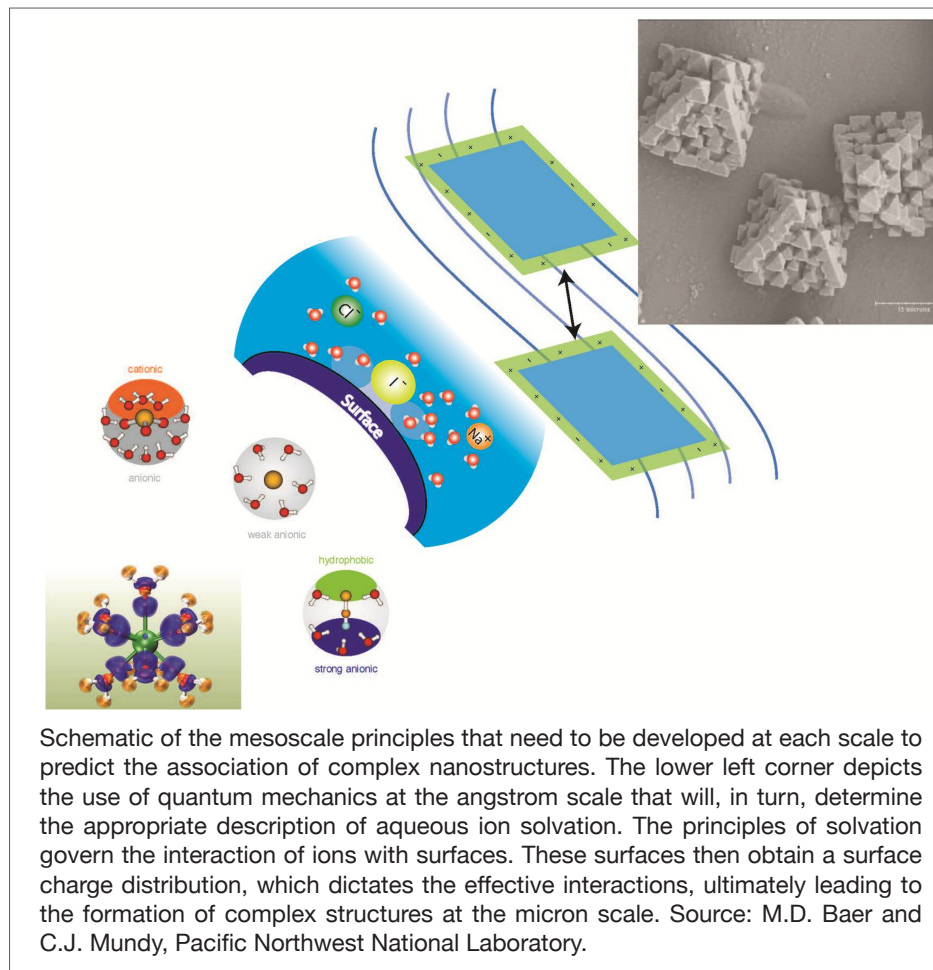 15 Microns
Cl -
I -
Surface
Na+
cationic
anionic
weak anionic
hydrophobic
strong anionic
Schematic of the mesoscale principles that need to be developed at each scale to
predict the association of complex nanostructures. The lower left corner depicts
the use of quantum mechanics at the angstrom scale that will, in turn, determine
the appropriate description of aqueous ion solvation. The principles of solvation
govern the interaction of ions with surfaces. These surfaces then obtain a surface
charge distribution, which dictates the effective interactions, ultimately leading to
the formation of complex structures at the micron scale. Source: M.D. Baer and
C.J. Mundy, Pacific Northwest National Laboratory.